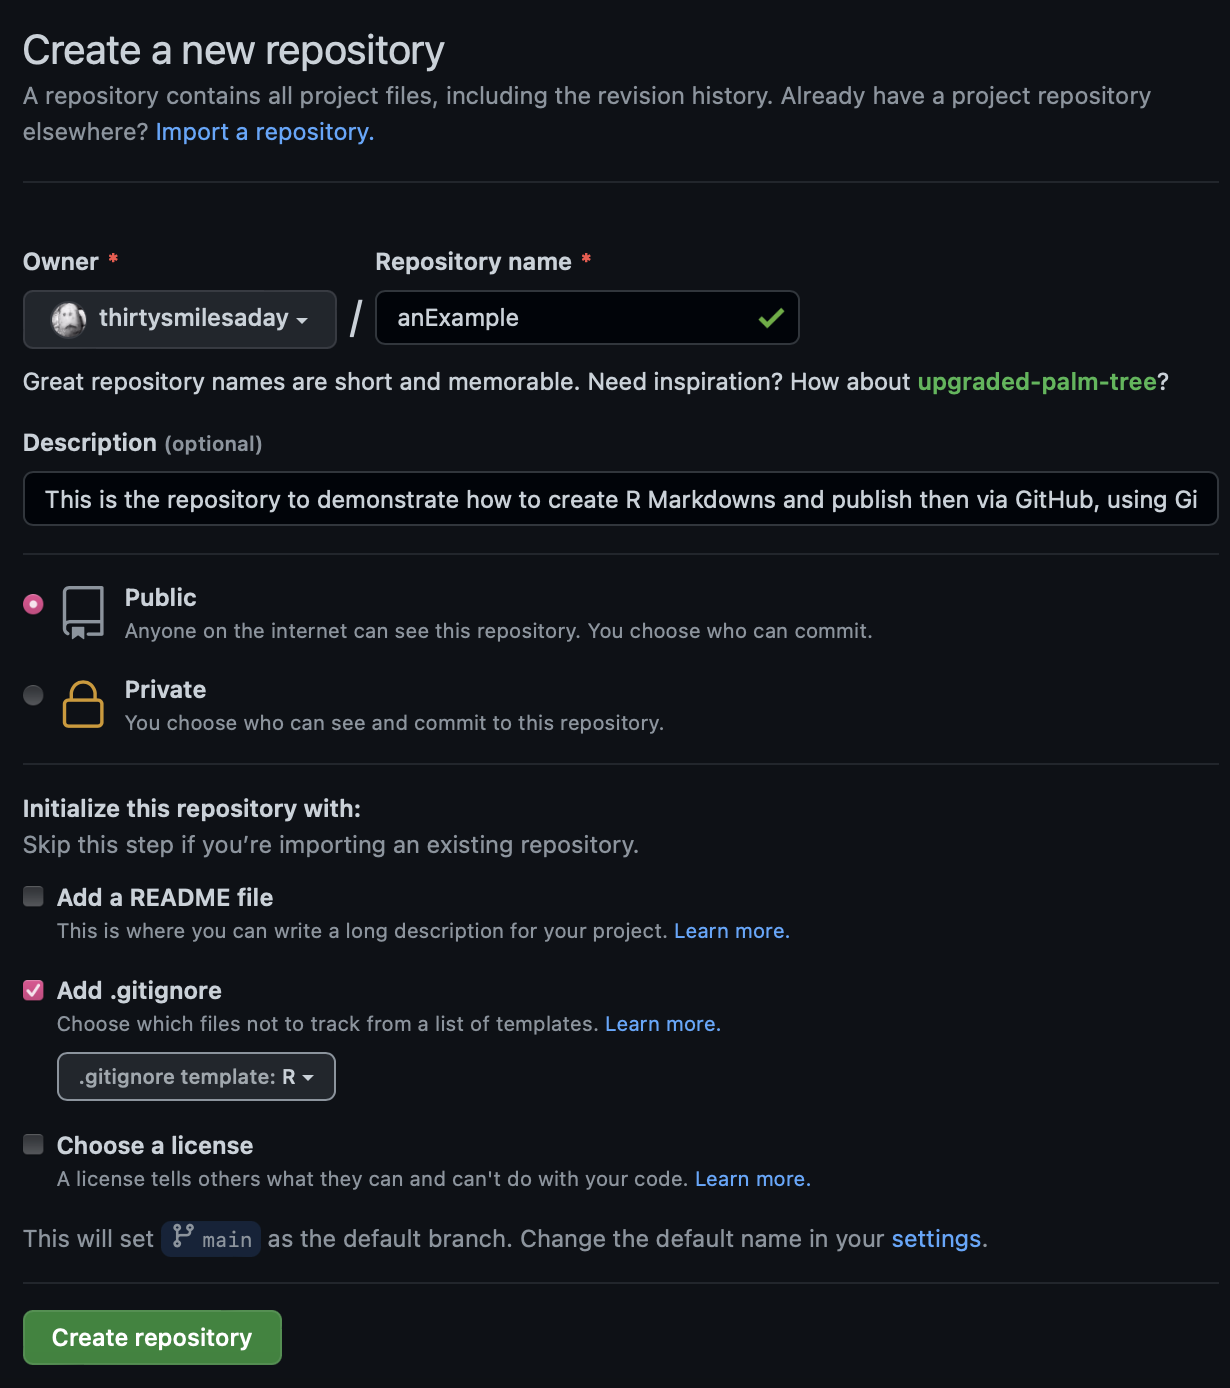 Create a new repository
A repository contains all project files, including the revision history. Already have a project repository
elsewhere? Import a repository.
Owner *
Repository name *
thirtysmilesaday
/
anExample
Great repository names are short and memorable. Need inspiration? How about upgraded-palm-tree?
Description (optional)
This is the repository to demonstrate how to create R Markdowns and publish then via GitHub, using Gi
Public
Anyone on the internet can see this repository. You choose who can commit.
Private
You choose who can see and commit to this repository.
Initialize this repository with:
Skip this step if you’re importing an existing repository.
Add a README file
This is where you can write a long description for your project. Learn more.
Add .gitignore
Choose which files not to track from a list of templates. Learn more.
.gitignore template: R
Choose a license
A license tells others what they can and can't do with your code. Learn more.
This will set main as the default branch. Change the default name in your settings.
Create repository